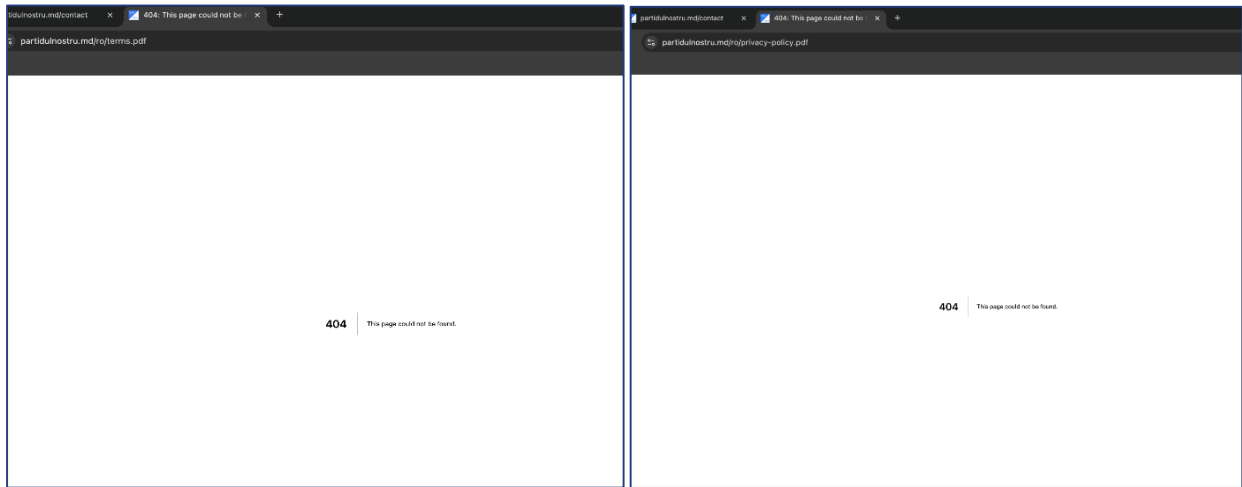 tidulnostru.md/contact
404: This page could not be
partidulnostru.md/ro/terms.pdf
404
This page could not be found.
partidulnostru.md/contact
404: This page could not be
partidulnostru.md/ro/privacy-policy.pdf
404
This page could not be found.